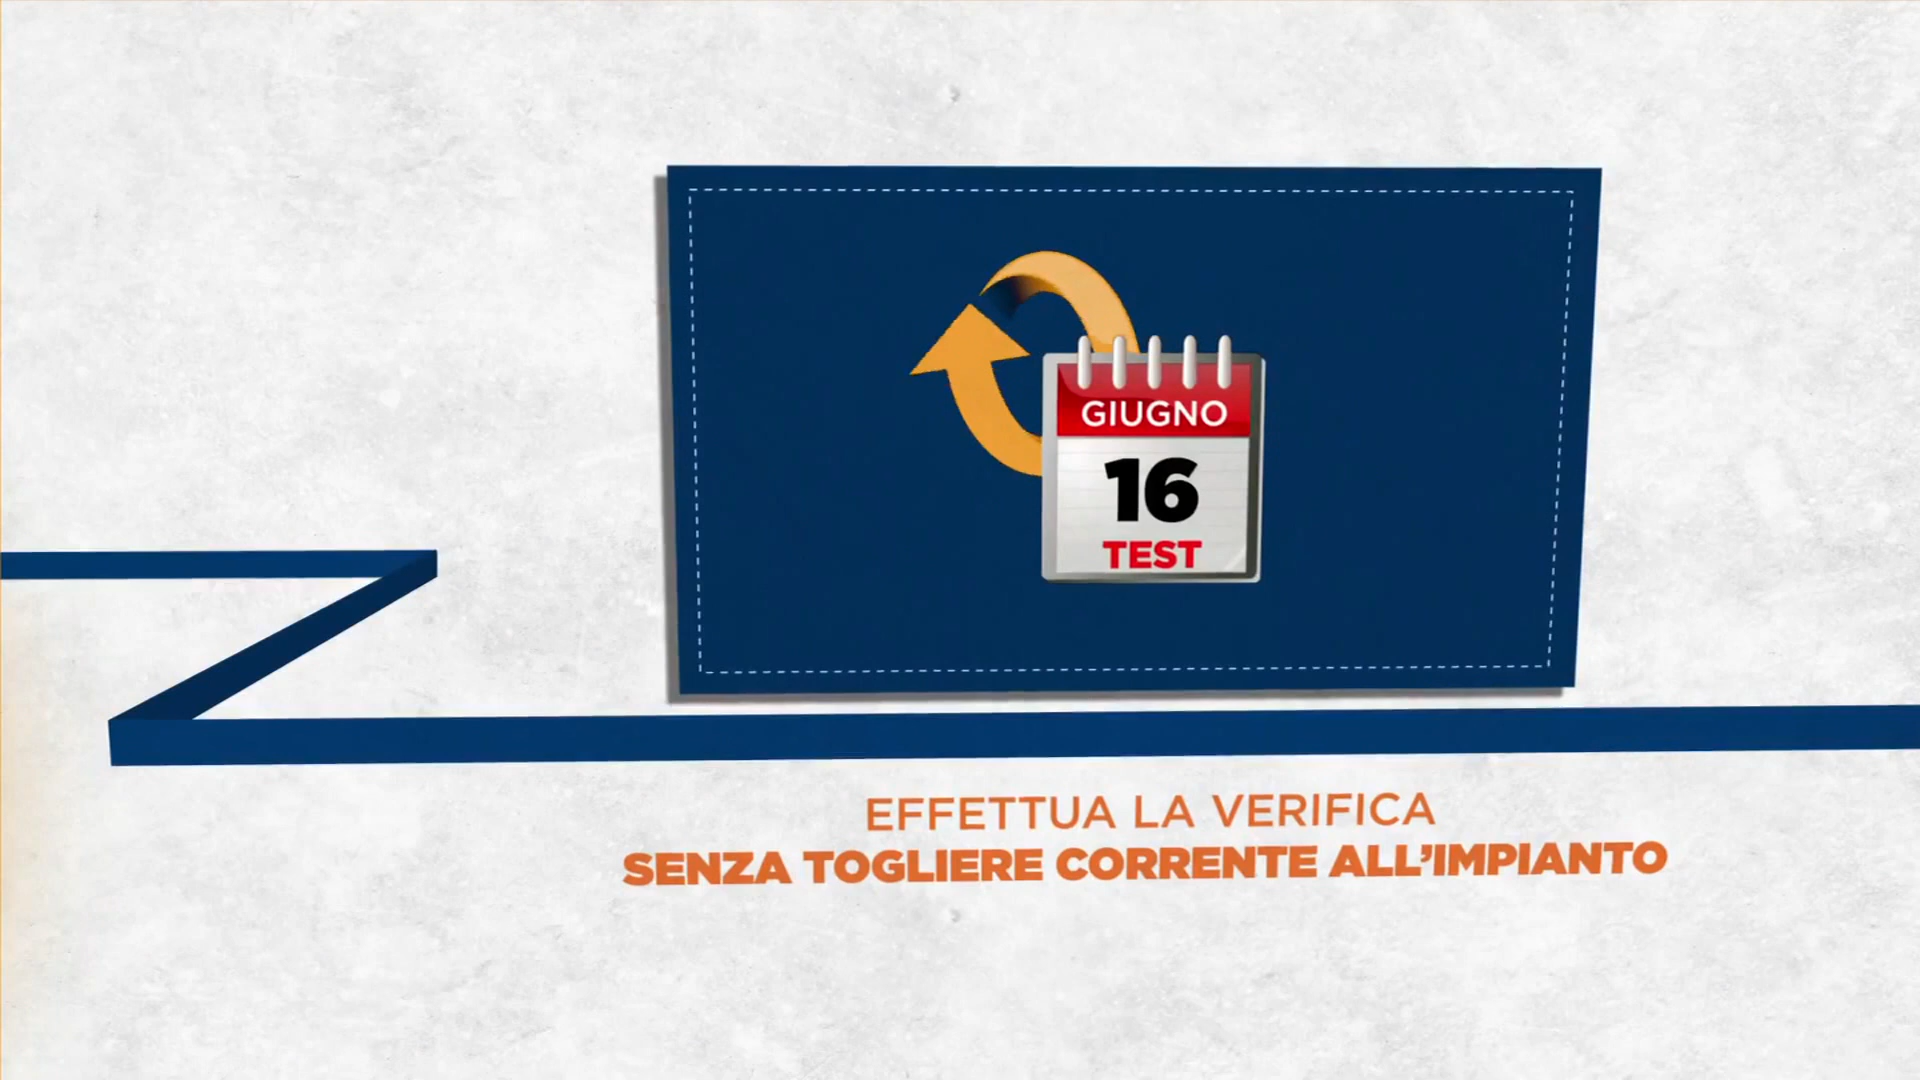 GIUGNO
16
TEST
EFFETTUA LA VERIFICA
SENZA TOGLIERE CORRENTE ALL’IMPIANTO